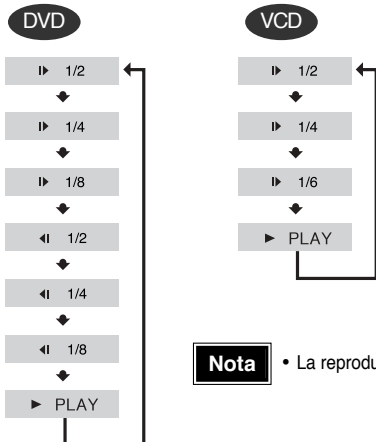 DVD
I▶ 1/2
I▶ 1/4
I▶ 1/8
◀I 1/2
◀I 1/4
◀I 1/8
► PLAY
VCD
I▶ 1/2
I▶ 1/4
I▶ 1/6
► PLAY
Nota • La